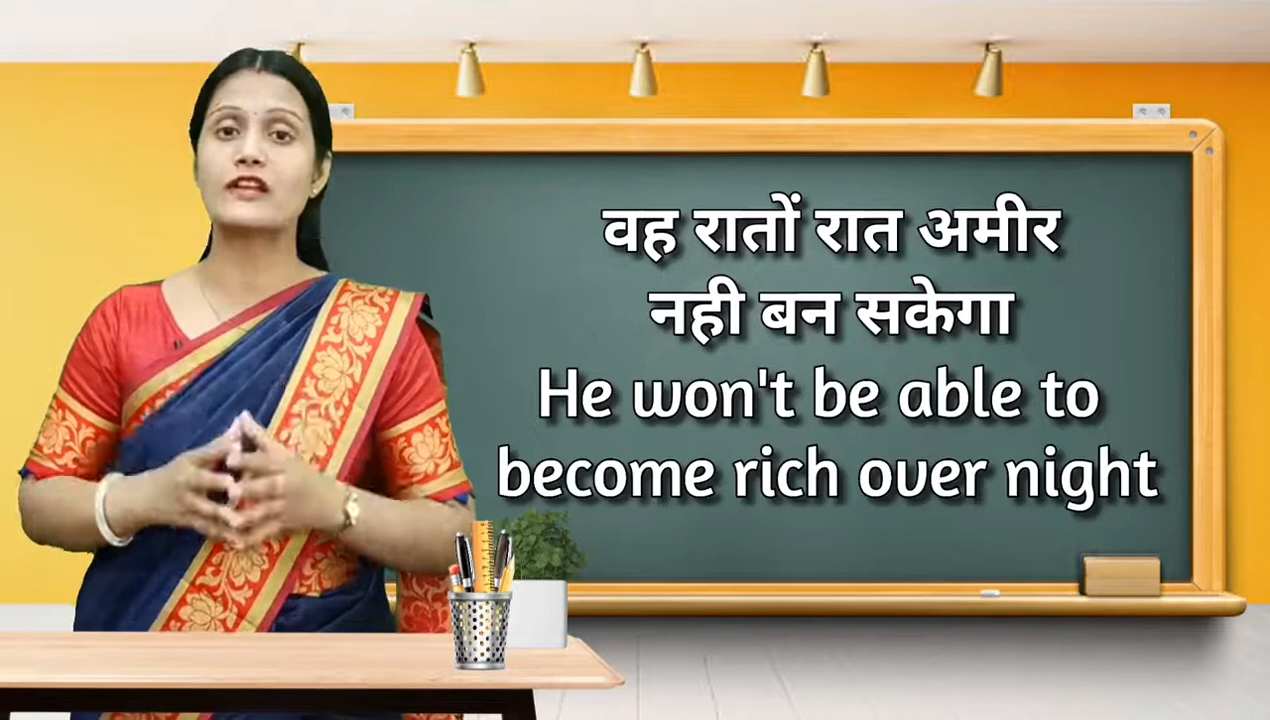 वह रातों रात अमीर
नही बन सकेगा
He won't be able to
become rich over night